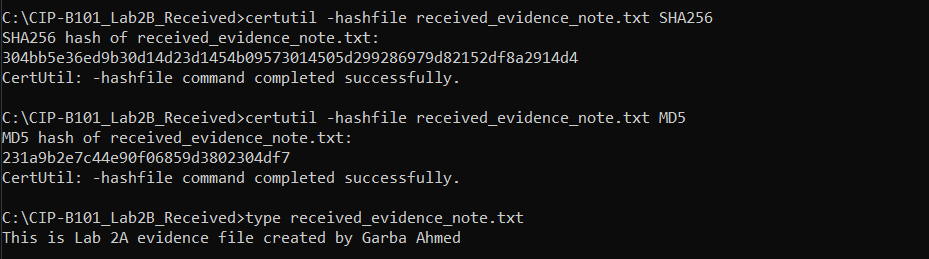 C:\CIP-B101_Lab2B_Received>certutil -hashfile received_evidence_note.txt SHA256
SHA256 hash of received_evidence_note.txt:
304bb5e36ed9b30d14d23d1454b09573014505d299286979d82152df8a2914d4
CertUtil: -hashfile command completed successfully.
C:\CIP-B101_Lab2B_Received>certutil -hashfile received_evidence_note.txt MD5
MD5 hash of received_evidence_note.txt:
231a9b2e7c44e90f06859d3802304df7
CertUtil: -hashfile command completed successfully.
C:\CIP-B101_Lab2B_Received>type received_evidence_note.txt
This is Lab 2A evidence file created by Garba Ahmed